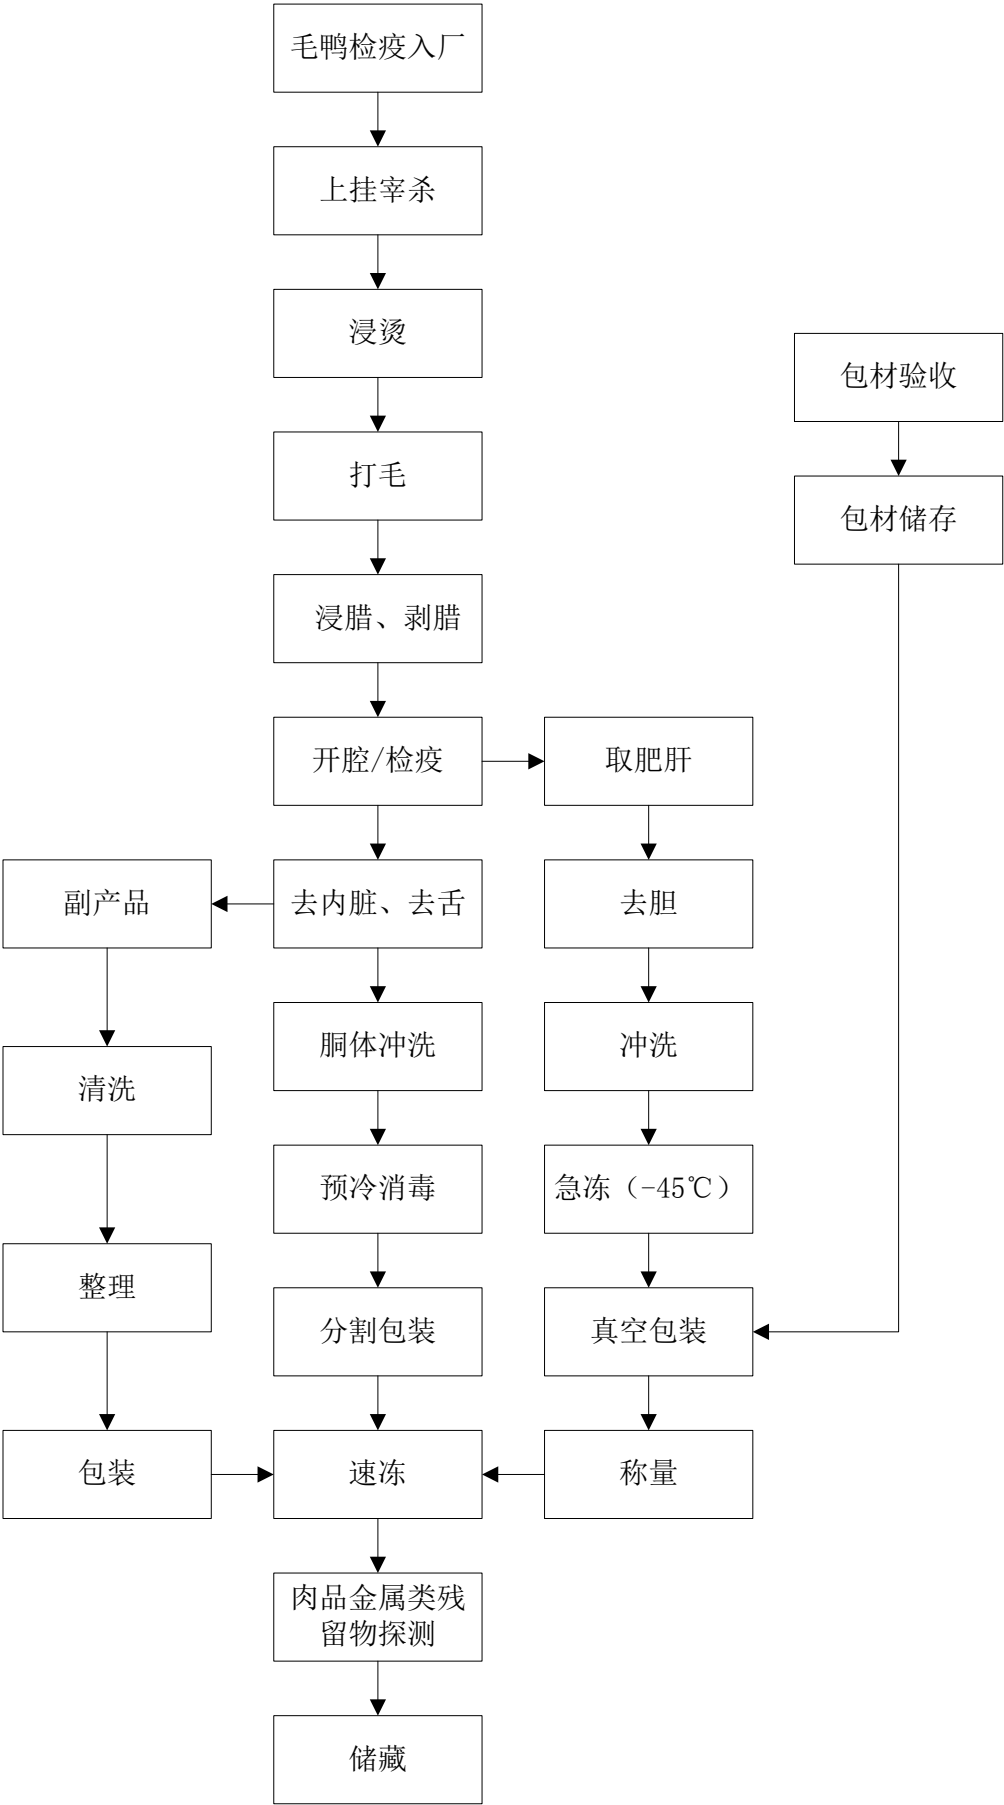 毛鸭检疫入厂
上挂宰杀
浸烫
包材验收
打毛
包材储存
浸腊、剥腊
开腔/检疫
取肥肝
副产品
去内脏、去舌
去胆
胴体冲洗
冲洗
清洗
预冷消毒
急冻（-45℃）
整理
分割包装
真空包装
包装
速冻
称量
肉品金属类残
留物探测
储藏